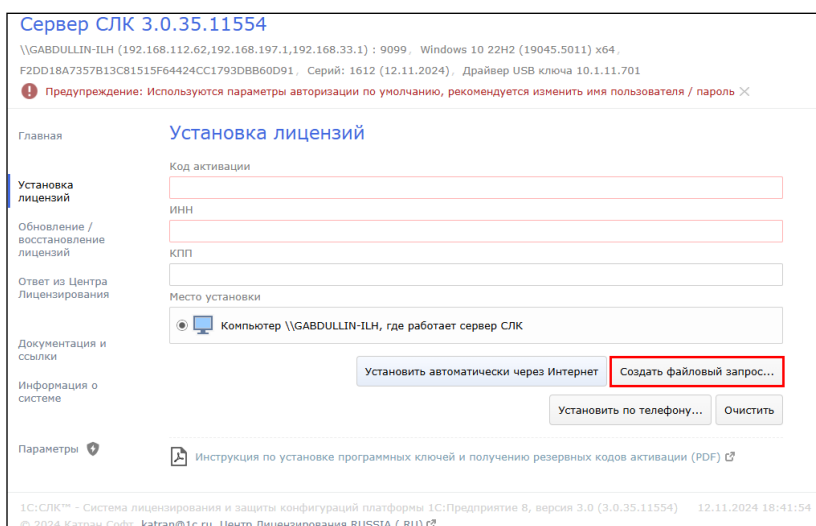 Сервер СЛК 3.0.35.11554
\\GABDULLIN-ILH (192.168.112.62,192.168.197.1,192.168.33.1) : 9099, Windows 10 22H2 (19045.5011) x64,
F2DD18A7357B13C81515F64424CC1793DBB60D91, Серий: 1612 (12.11.2024), Драйвер USB ключа 10.1.11.701
Предупреждение: Используются параметры авторизации по умолчанию, рекомендуется изменить имя пользователя / пароль
Главная
Установка
лицензий
Обновление /
восстановление
лицензий
Ответ из Центра
Лицензирования
Документация и
ссылки
Информация о
системе
Параметры
Установка лицензий
Код активации
ИНН
КПП
Место установки
Компьютер \\GABDULLIN-ILH, где работает сервер СЛК
Установить автоматически через Интернет
Создать файловый запрос...
Установить по телефону...
Очистить
Инструкция по установке программных ключей и получению резервных кодов активации (PDF)
1С:СЛК™ - Система лицензирования и защиты конфигураций платформы 1С:Предприятие 8, версия 3.0 (3.0.35.11554) 12.11.2024 18:41:54
© 2024 Катран Софт, katran@1c.ru, Центр Лицензирования RUSSIA (.RU)